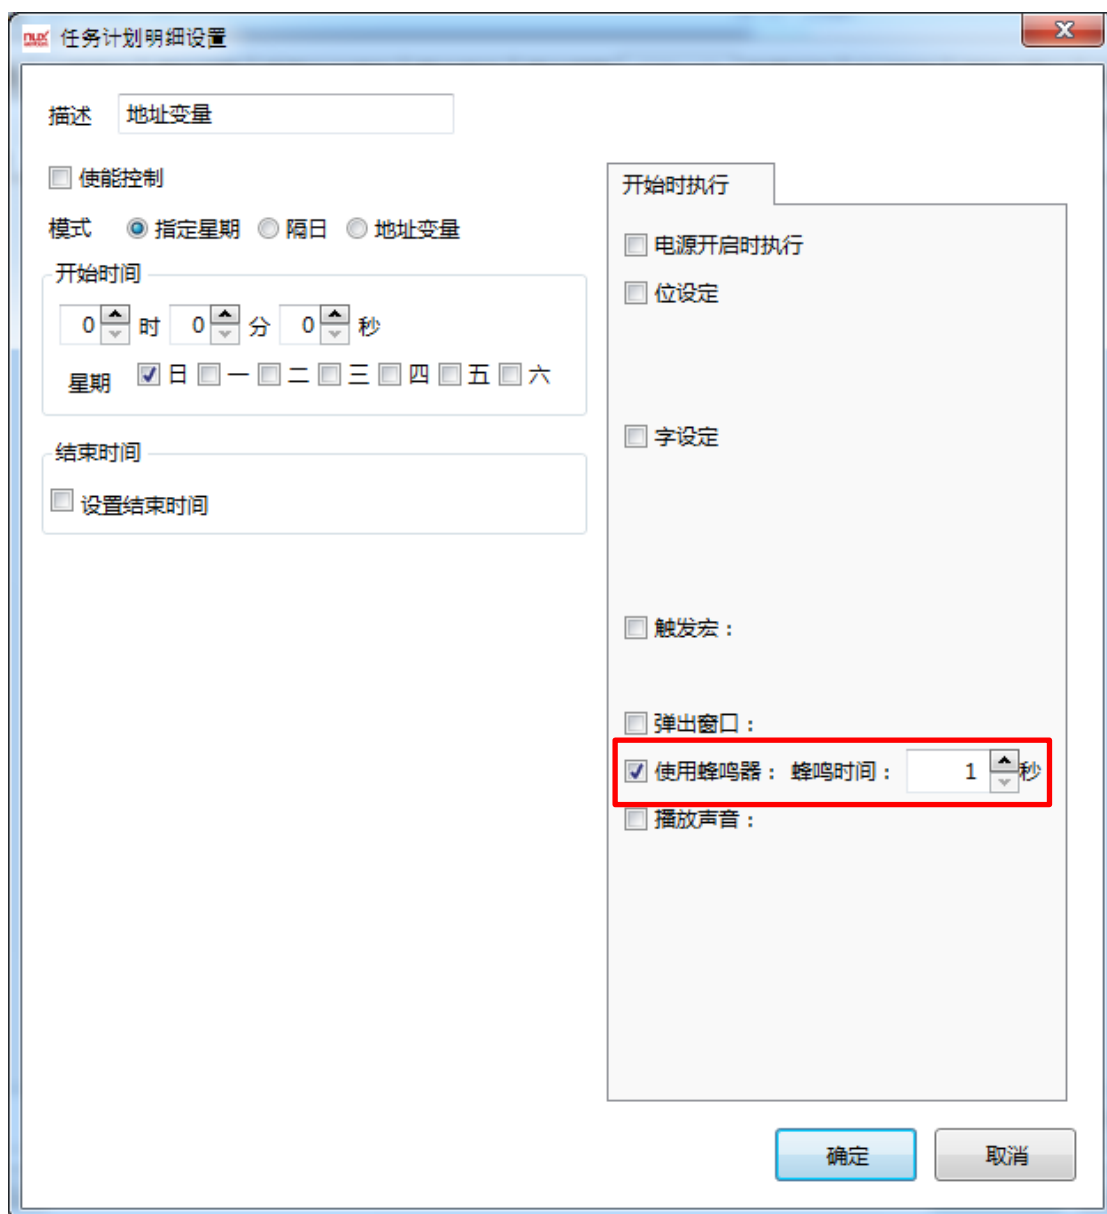 任务计划明细设置
描述 地址变量
使能控制
模式 指定星期 隔日 地址变量
开始时间
0 时 0 分 0 秒
星期 日 一 二 三 四 五 六
结束时间
设置结束时间
开始时执行
电源开启时执行
位设定
字设定
触发宏：
弹出窗口：
使用蜂鸣器： 蜂鸣时间： 1 秒
播放声音：
确定 取消